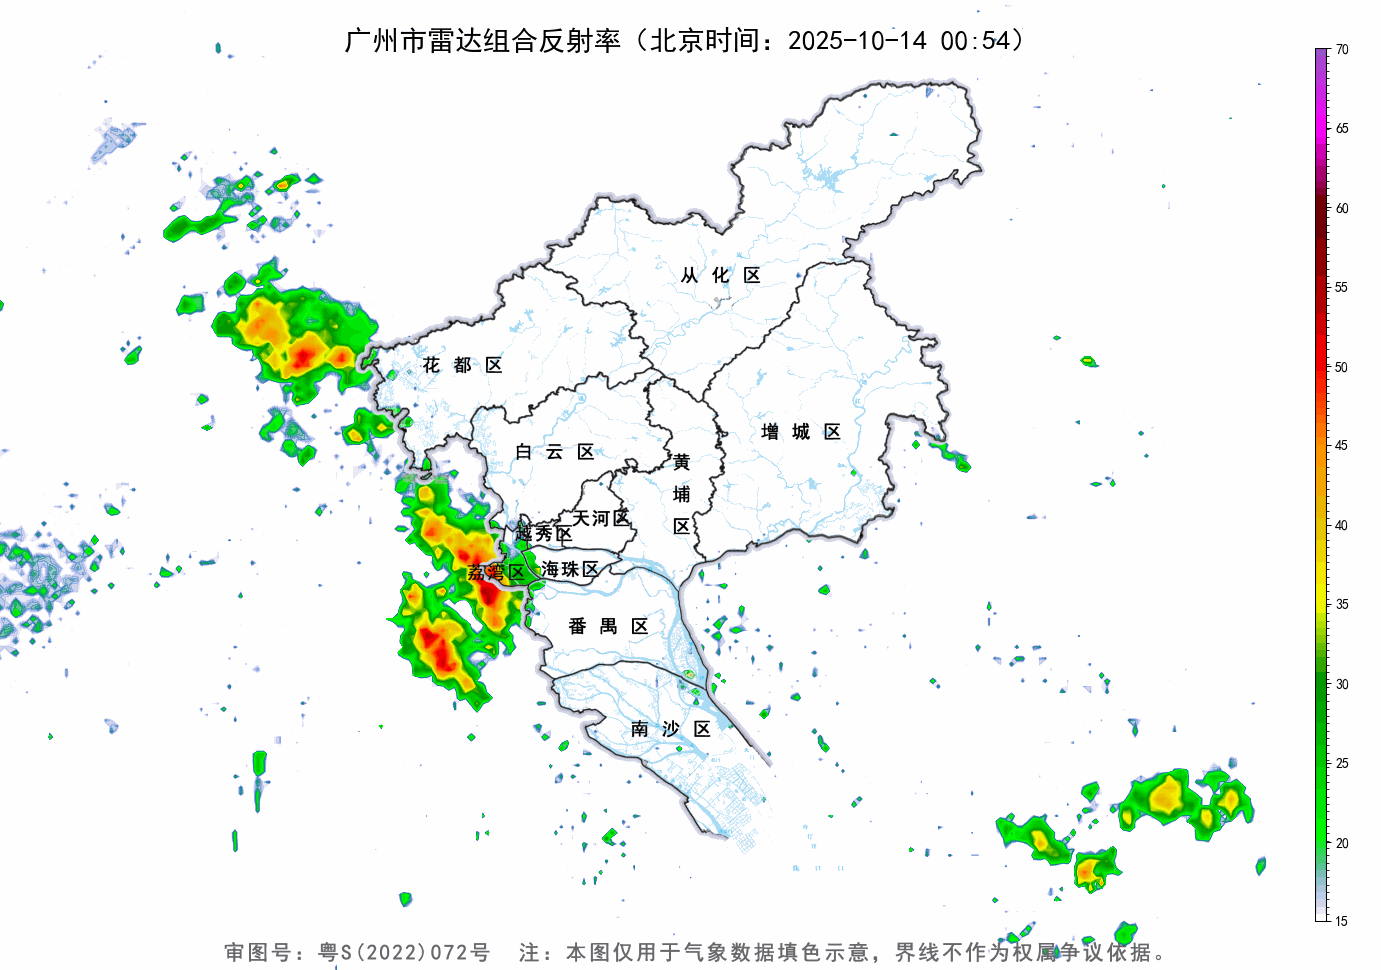 广州市雷达组合反射率（北京时间：2025-10-14 00:54）
70
65
60
55
50
45
40
35
30
25
20
15
从化区
花都区
增城区
白云区
黄埔区
天河区
越秀区
荔湾区
海珠区
番禺区
南沙区
审图号：粤S(2022)072号 注：本图仅用于气象数据填色示意，界线不作为权属争议依据。